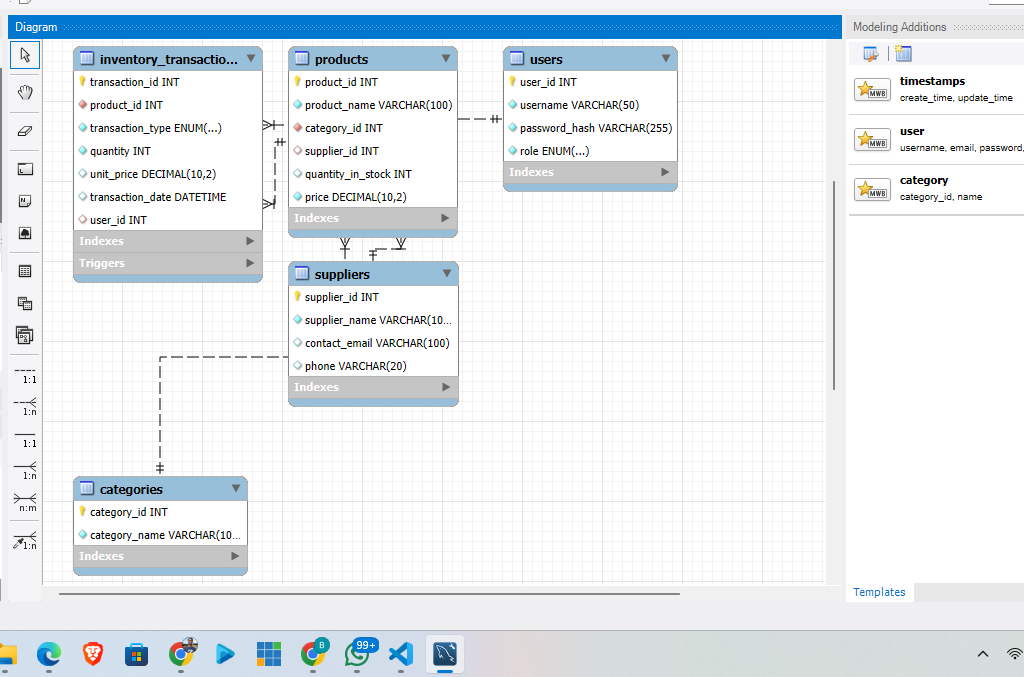 Diagram
inventory_transactio...
transaction_id INT
product_id INT
transaction_type ENUM(...)
quantity INT
unit_price DECIMAL(10,2)
transaction_date DATETIME
user_id INT
Indexes
Triggers
products
product_id INT
product_name VARCHAR(100)
category_id INT
supplier_id INT
quantity_in_stock INT
price DECIMAL(10,2)
Indexes
users
user_id INT
username VARCHAR(50)
password_hash VARCHAR(255)
role ENUM(...)
Indexes
suppliers
supplier_id INT
supplier_name VARCHAR(10...
contact_email VARCHAR(100)
phone VARCHAR(20)
Indexes
categories
category_id INT
category_name VARCHAR(10...
Indexes
1:1
1:n
1:1
1:n
n:m
1:n
Modeling Additions
MWB
timestamps
create_time, update_time
MWB
user
username, email, password,
MWB
category
category_id, name
Templates
B
99+